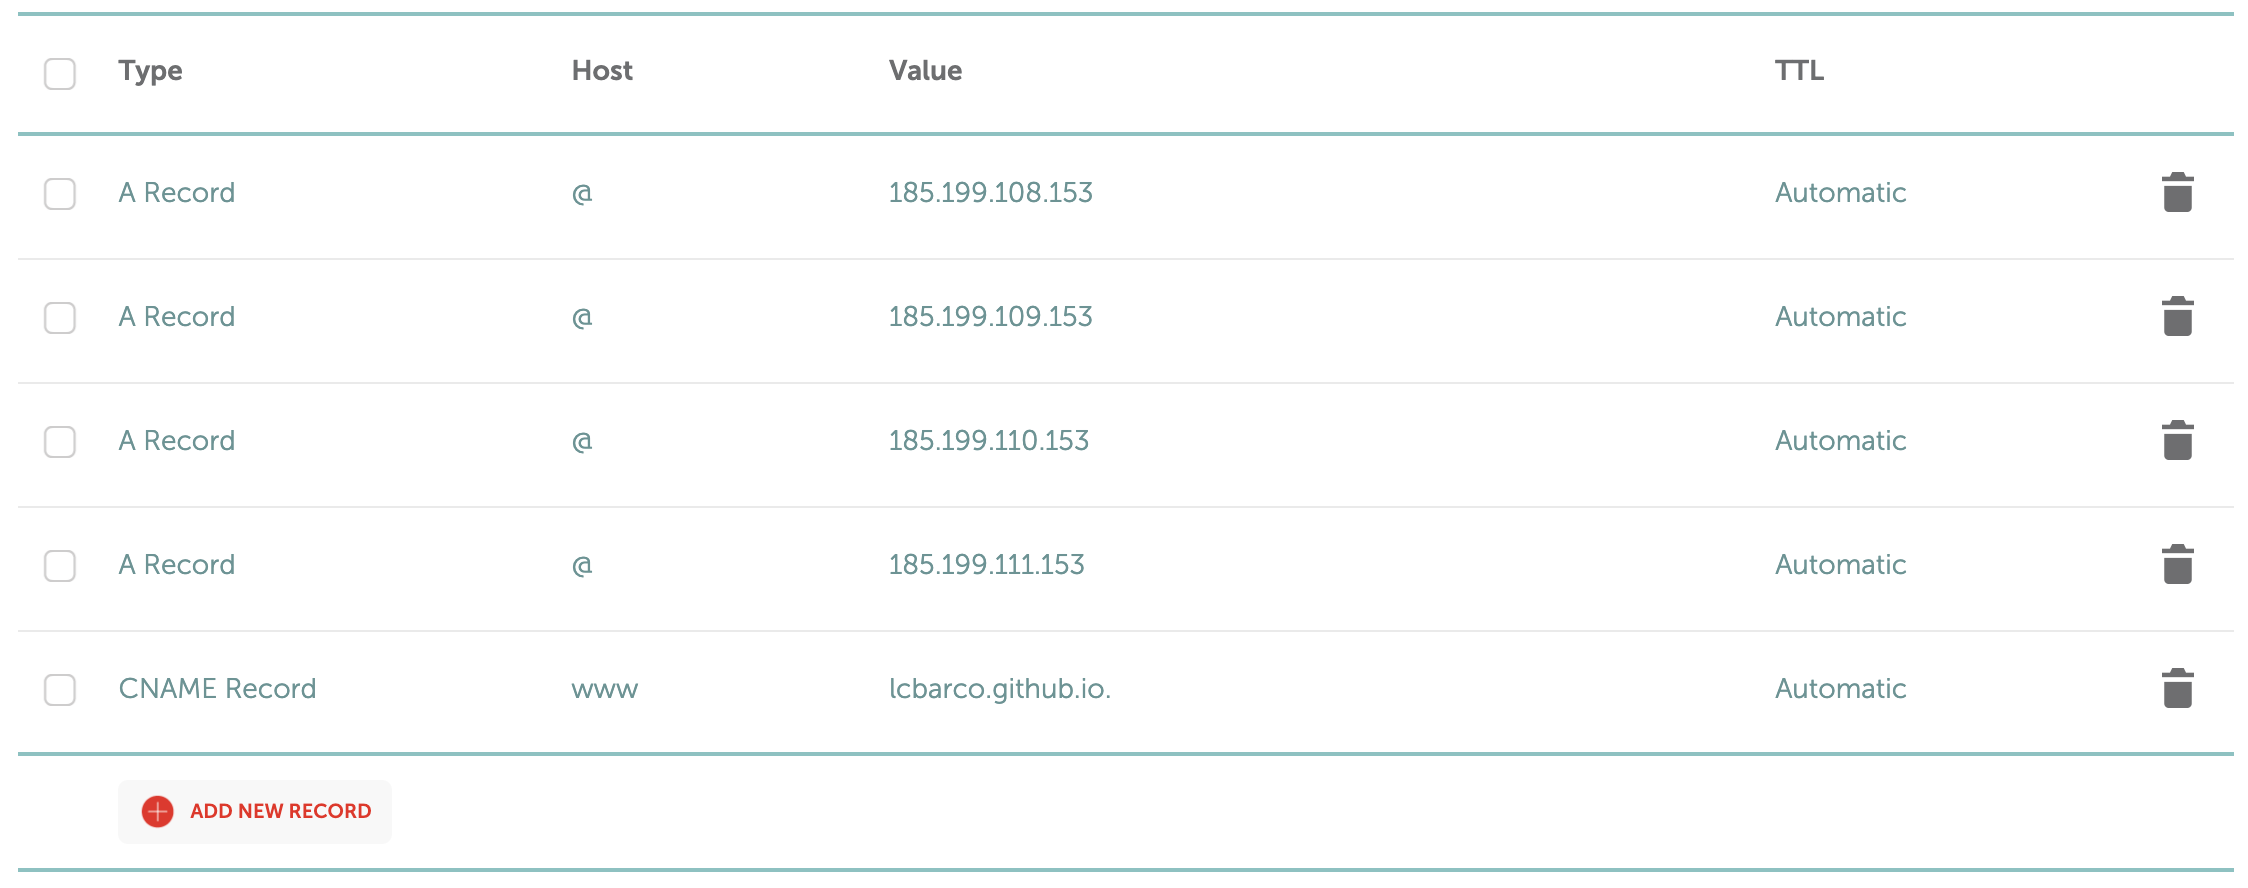 Type Host Value TTL
A Record @ 185.199.108.153 Automatic
A Record @ 185.199.109.153 Automatic
A Record @ 185.199.110.153 Automatic
A Record @ 185.199.111.153 Automatic
CNAME Record www lcbarco.github.io. Automatic
ADD NEW RECORD